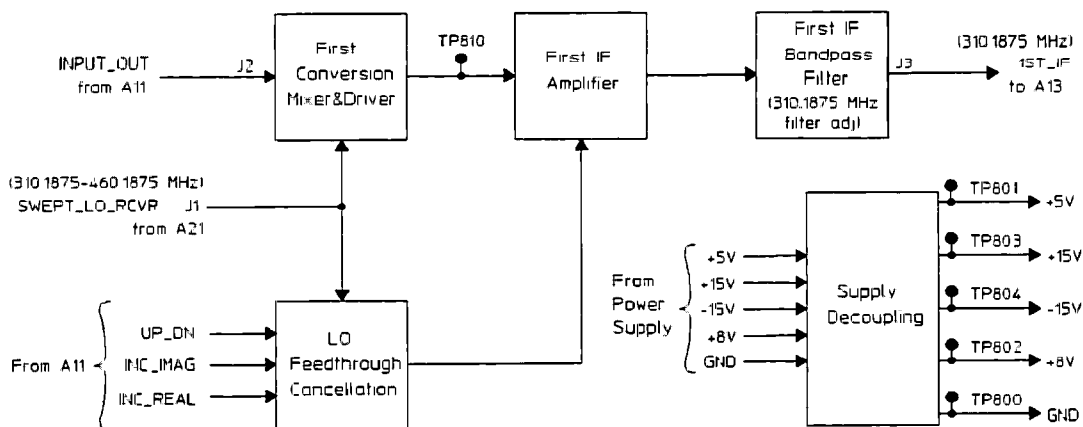 INPUT_OUT
from A11
J2
First
Conversion
Mixer&Driver
TP810
First IF
Amplifier
First IF
Bandpass
Filter
(310.1875 MHz
filter adj)
J3
(310.1875 MHz)
1ST_IF
to A13
(310.1875-460.1875 MHz)
SWEPT_LO_RCVR
J1
from A21
From A11
UP_DN
INC_IMAG
INC_REAL
LO
Feedthrough
Cancellation
From
Power
Supply
+5V
+15V
-15V
+8V
GND
Supply
Decoupling
TP801
+5V
TP803
+15V
TP804
-15V
TP802
+8V
TP800
GND